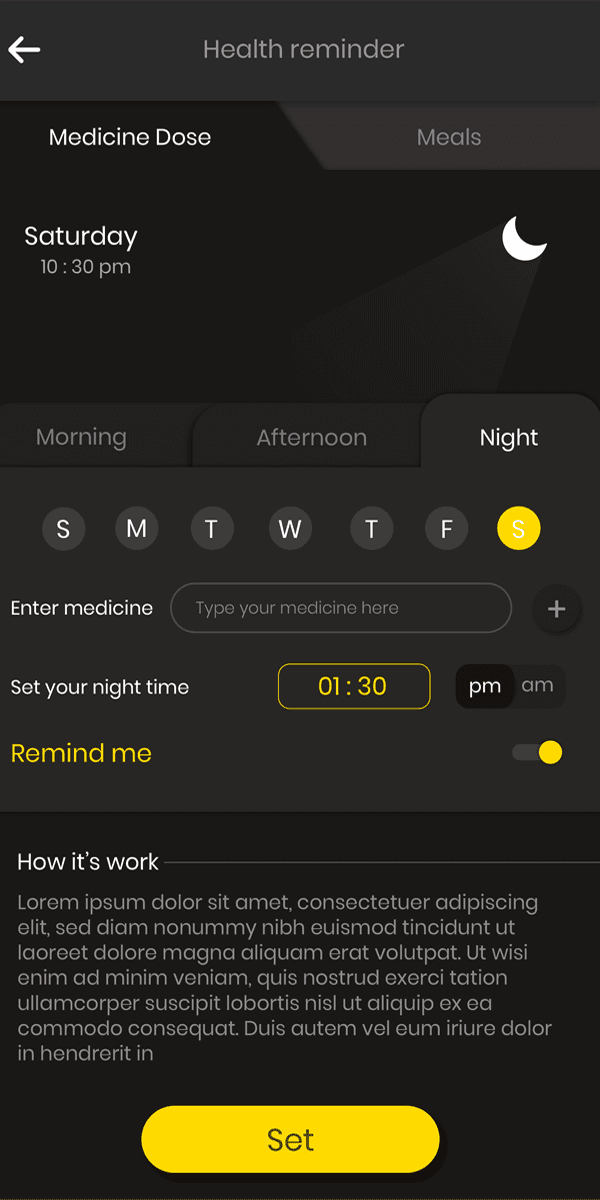 Health reminder
Medicine Dose
Meals
Saturday
10 : 30 pm
Morning
Afternoon
Night
S
M
T
W
T
F
S
Enter medicine
Type your medicine here
+
Set your night time
01 : 30
pm
am
Remind me
How it's work
Lorem ipsum dolor sit amet, consectetuer adipiscing
elit, sed diam nonummy nibh euismod tincidunt ut
laoreet dolore magna aliquam erat volutpat. Ut wisi
enim ad minim veniam, quis nostrud exerci tation
ullamcorper suscipit lobortis nisl ut aliquip ex ea
commodo consequat. Duis autem vel eum iriure dolor
in hendrerit in
Set